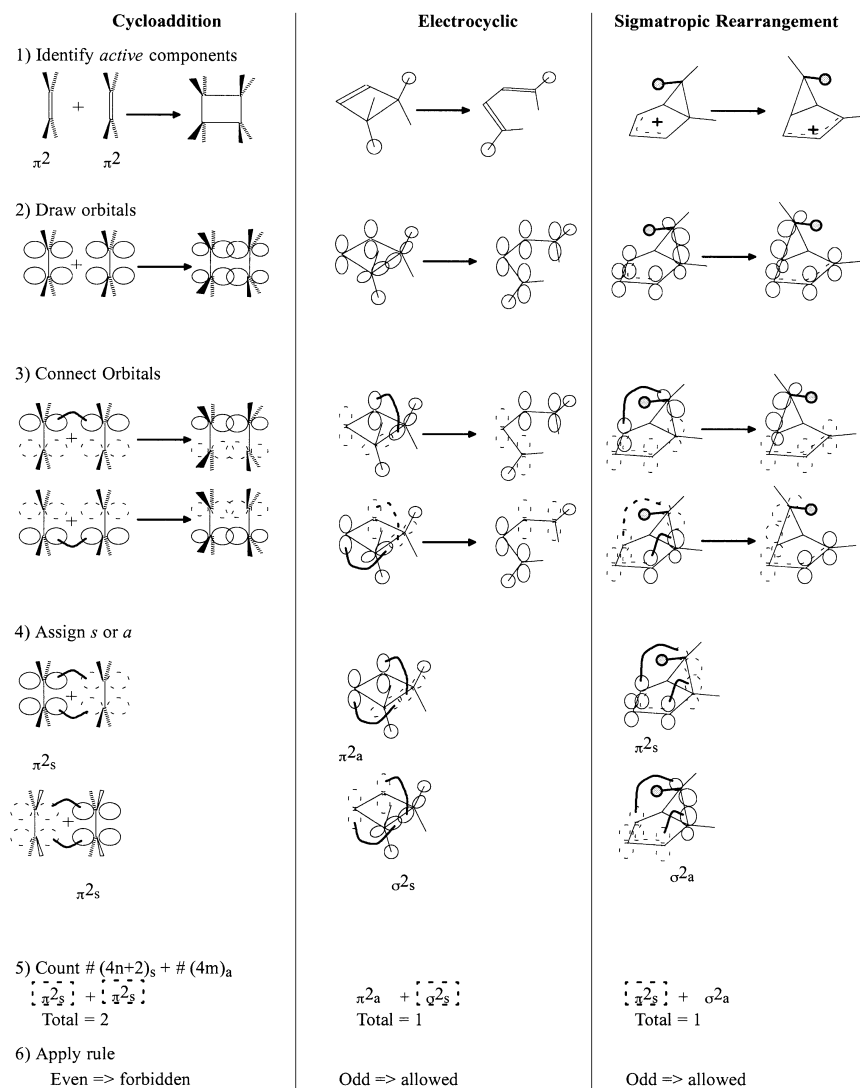 Cycloaddition Electrocyclic Sigmatropic Rearrangement
1) Identify active components
+
+ +
π2 π2
2) Draw orbitals
+
3) Connect Orbitals
+
+
4) Assign s or a
+
π2s π2a π2s
+
π2s σ2s σ2a
5) Count # (4n+2)s + # (4m)a
π2s + π2s π2a + σ2s π2s + σ2a
Total = 2 Total = 1 Total = 1
6) Apply rule
Even => forbidden Odd => allowed Odd => allowed